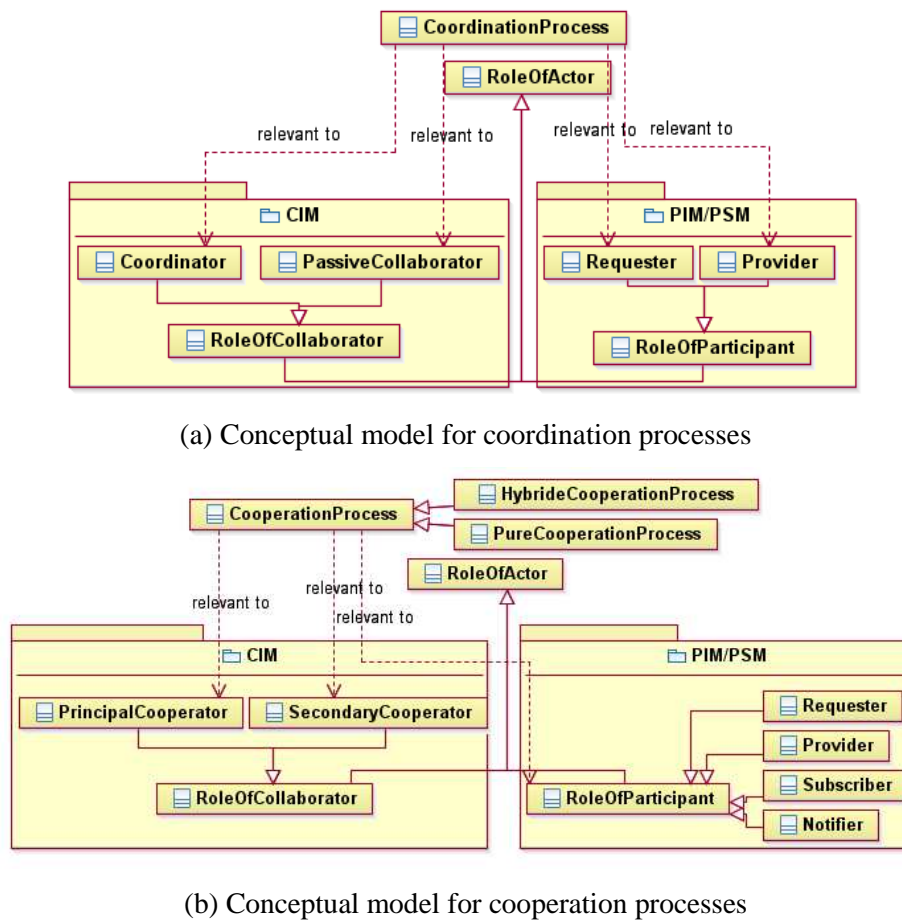 CoordinationProcess
RoleOfActor
relevant to
relevant to
relevant to
relevant to
CIM
PIM/PSM
Coordinator
PassiveCollaborator
Requester
Provider
RoleOfCollaborator
RoleOfParticipant
(a) Conceptual model for coordination processes
HybrideCooperationProcess
CooperationProcess
PureCooperationProcess
RoleOfActor
relevant to
relevant to
relevant to
CIM
PIM/PSM
PrincipalCooperator
SecondaryCooperator
Requester
Provider
RoleOfCollaborator
RoleOfParticipant
Subscriber
Notifier
(b) Conceptual model for cooperation processes